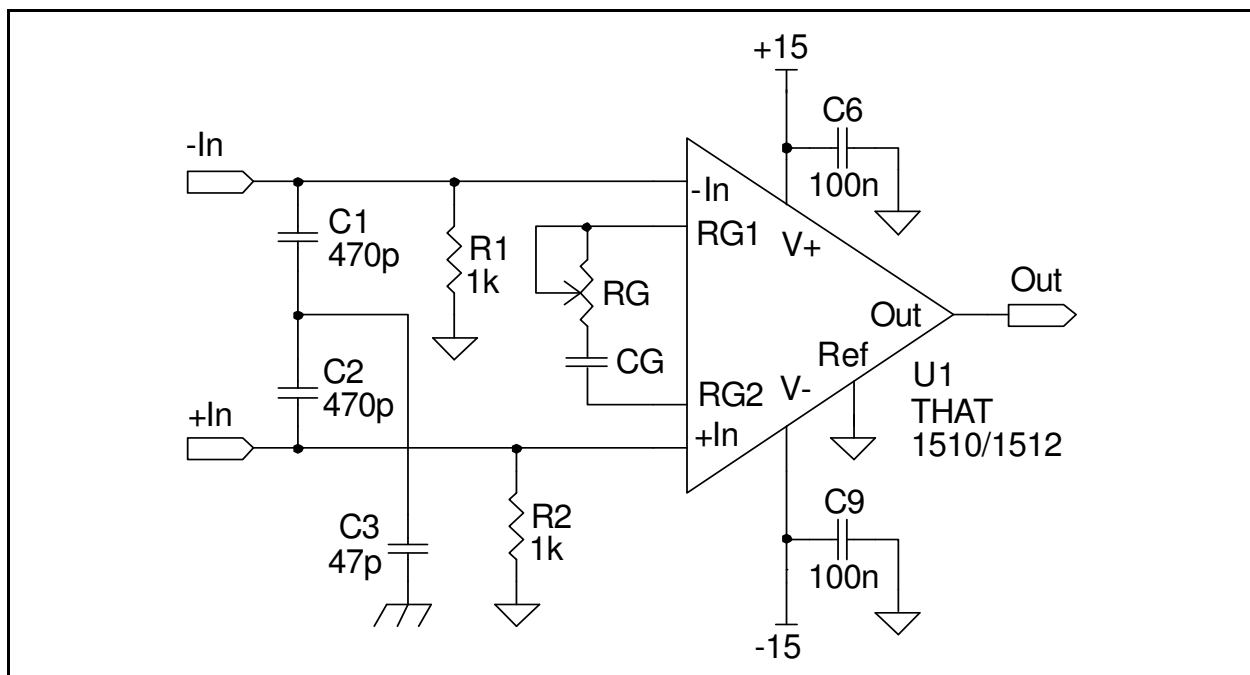 +15
C6
100n
-In
C1
470p
R1
1k
-In
RG1
V+
RG
CG
Out
Out
C2
470p
+In
RG2
+In
V-
Ref
U1
THAT
1510/1512
C3
47p
R2
1k
C9
100n
-15